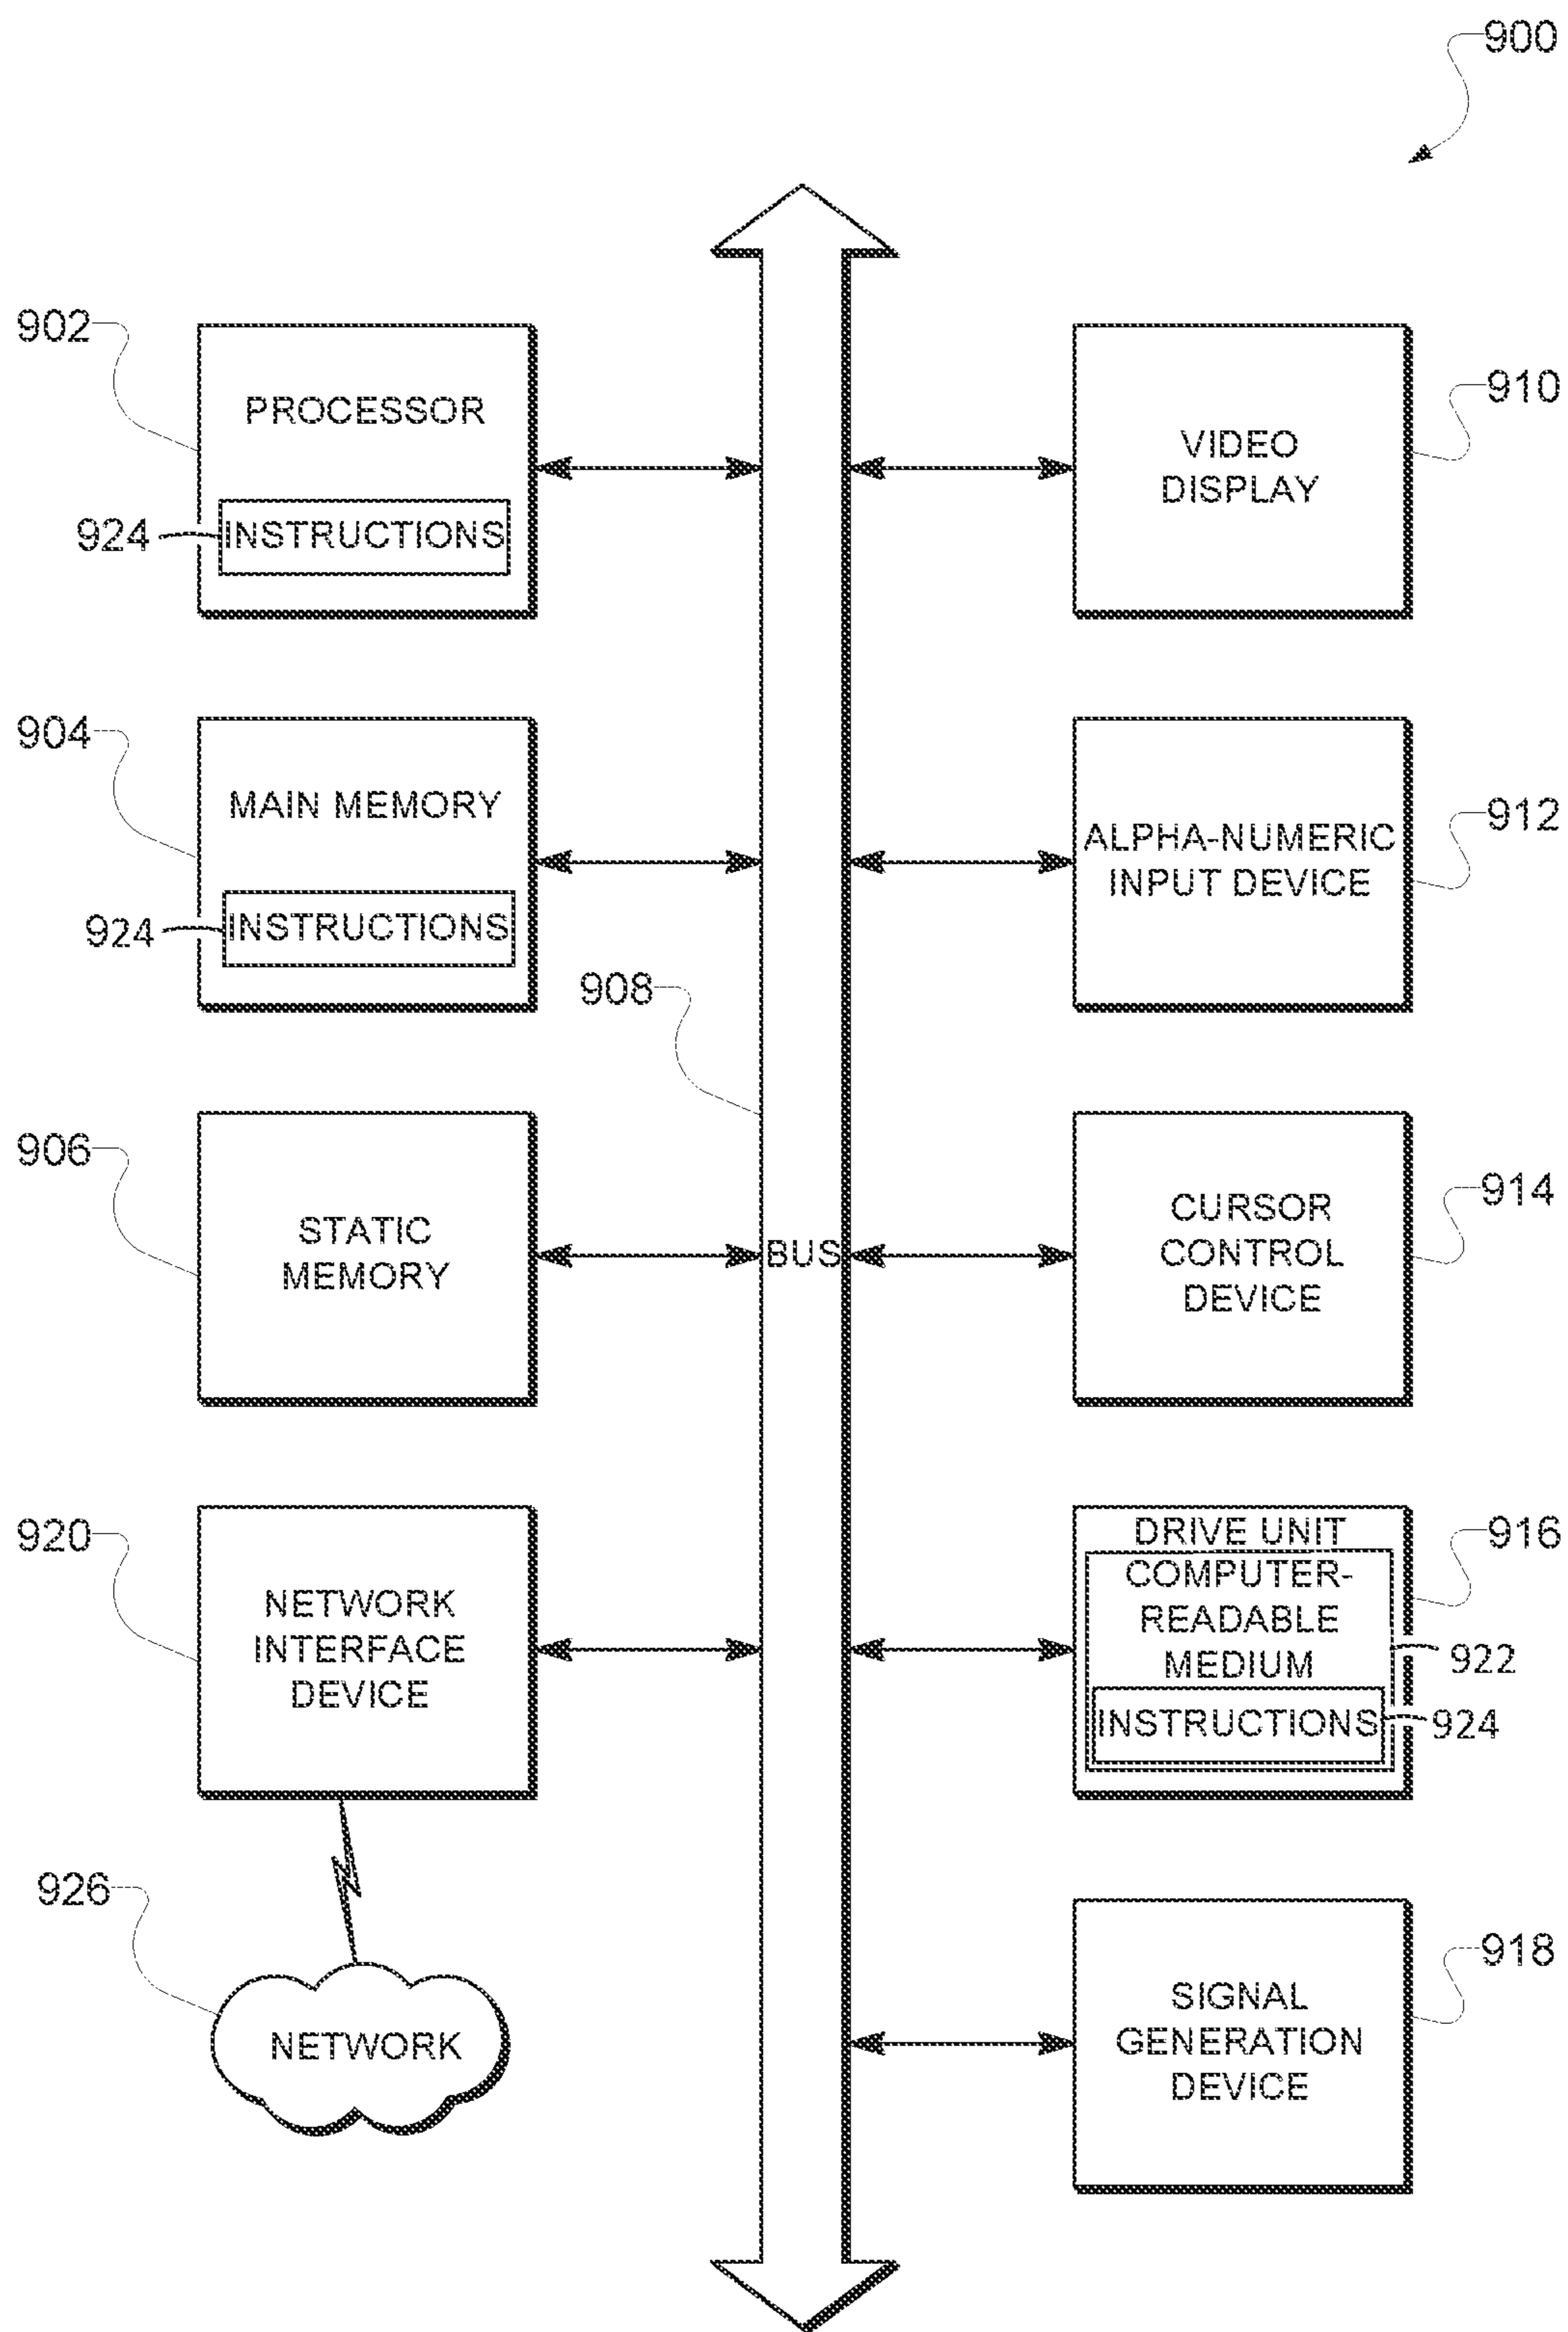 900
902
PROCESSOR
924
INSTRUCTIONS
904
MAIN MEMORY
924
INSTRUCTIONS
906
STATIC
MEMORY
920
NETWORK
INTERFACE
DEVICE
926
NETWORK
908
BUS
910
VIDEO
DISPLAY
912
ALPHA-NUMERIC
INPUT DEVICE
914
CURSOR
CONTROL
DEVICE
916
DRIVE UNIT
COMPUTER-
READABLE
MEDIUM
922
INSTRUCTIONS
924
918
SIGNAL
GENERATION
DEVICE